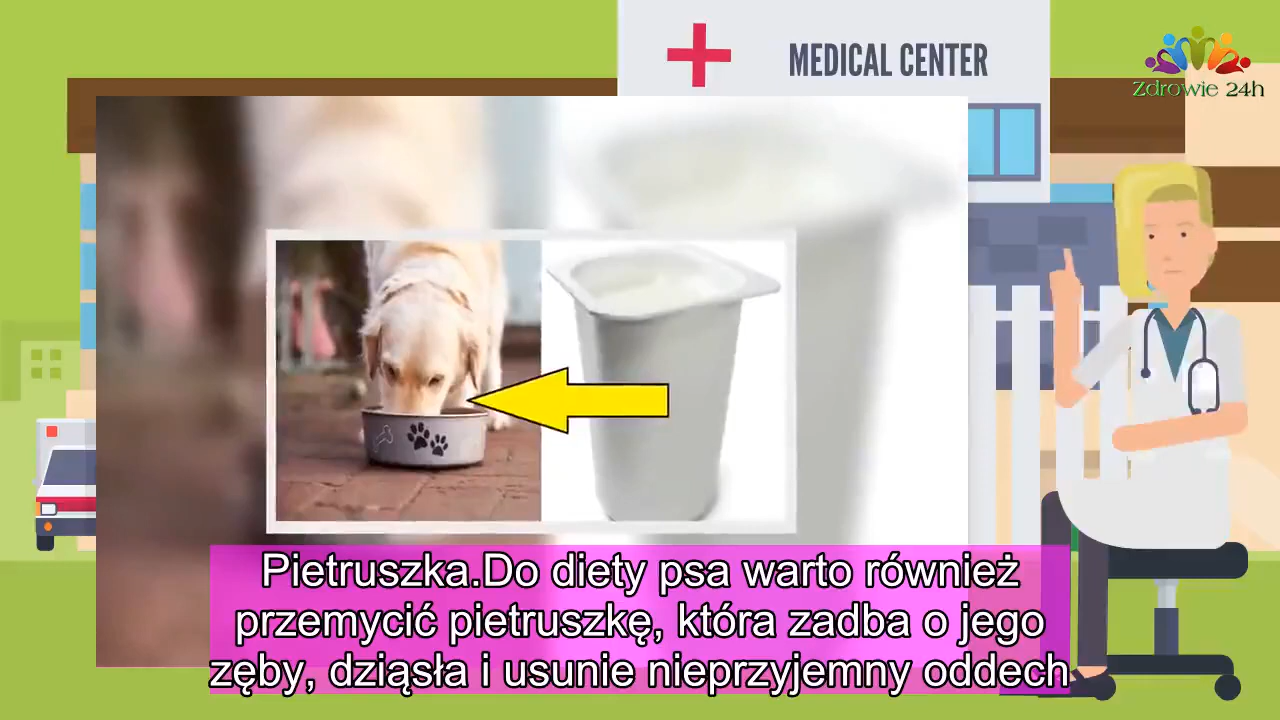 MEDICAL CENTER
Zdrowie 24h
Pietruszka.Do diety psa warto również
przemycić pietruszkę, która zadba o jego
zęby, dziąsła i usunie nieprzyjemny oddech